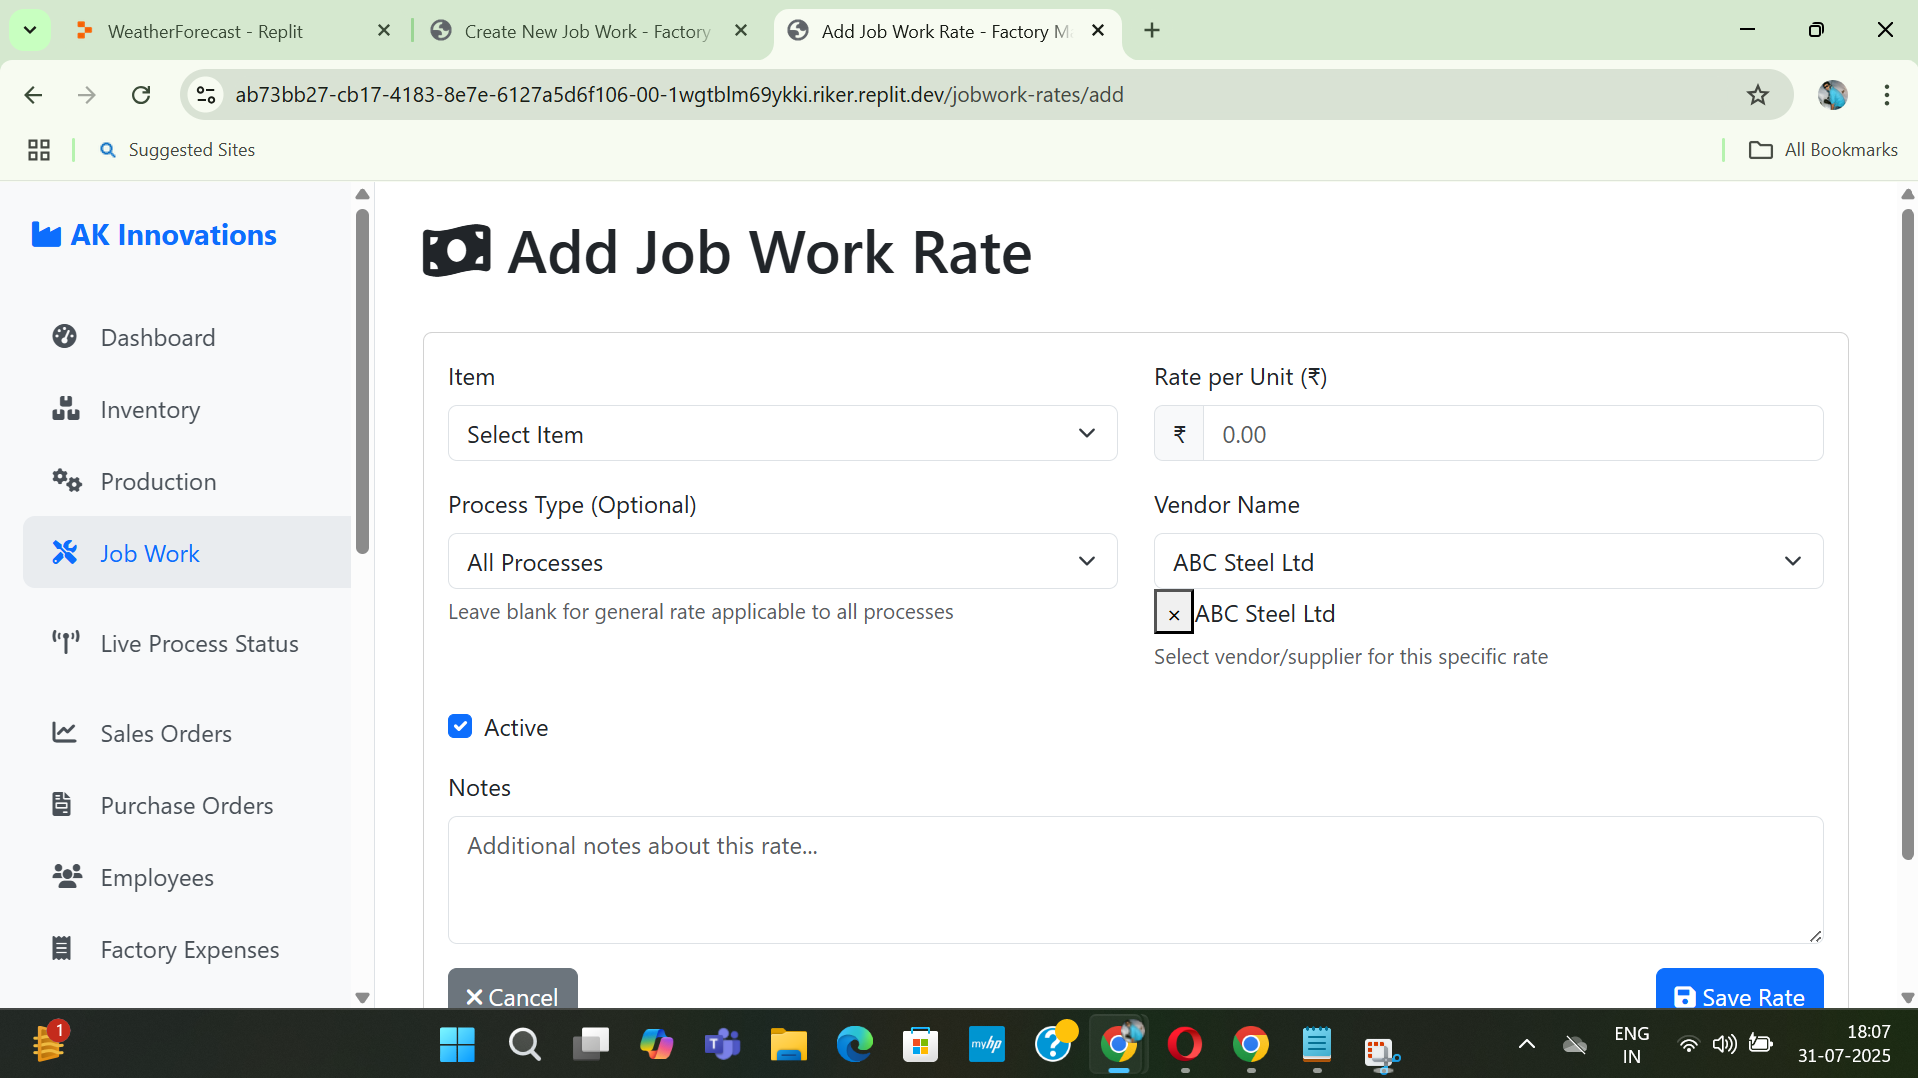 WeatherForecast - Replit
Create New Job Work - Factory
Add Job Work Rate - Factory M
ab73bb27-cb17-4183-8e7e-6127a5d6f106-00-1wgtblm69ykki.riker.replit.dev/jobwork-rates/add
Suggested Sites
All Bookmarks
AK Innovations
Dashboard
Inventory
Production
Job Work
Live Process Status
Sales Orders
Purchase Orders
Employees
Factory Expenses
Add Job Work Rate
Item
Select Item
Rate per Unit (₹)
₹ 0.00
Process Type (Optional)
All Processes
Leave blank for general rate applicable to all processes
Vendor Name
ABC Steel Ltd
× ABC Steel Ltd
Select vendor/supplier for this specific rate
Active
Notes
Additional notes about this rate...
Cancel
Save Rate
1
myhp
ENG
IN
18:07
31-07-2025